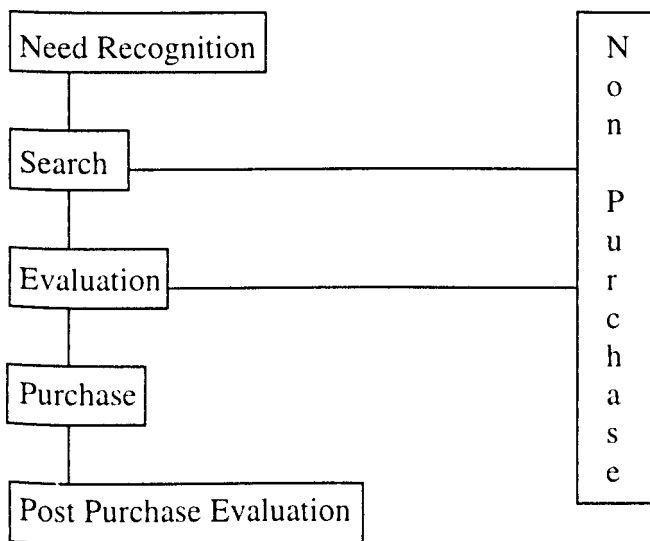 Need Recognition
Search
Evaluation
Purchase
Post Purchase Evaluation
N
o
n
P
u
r
c
h
a
s
e